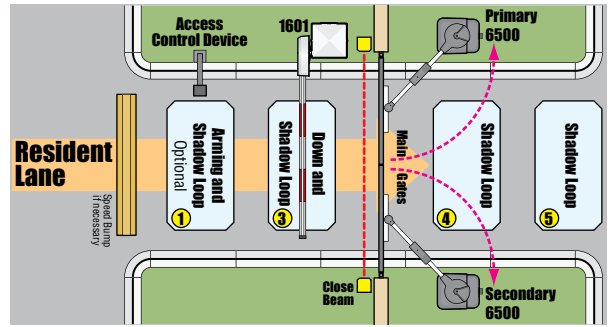 Access
Control Device
1601
Primary
6500
Resident
Lane
Speed Bump
if necessary
Arming and
Shadow Loop
Optional
1
Down and
Shadow Loop
3
Main
Gates
Shadow Loop
4
Shadow Loop
5
Close
Beam
Secondary
6500